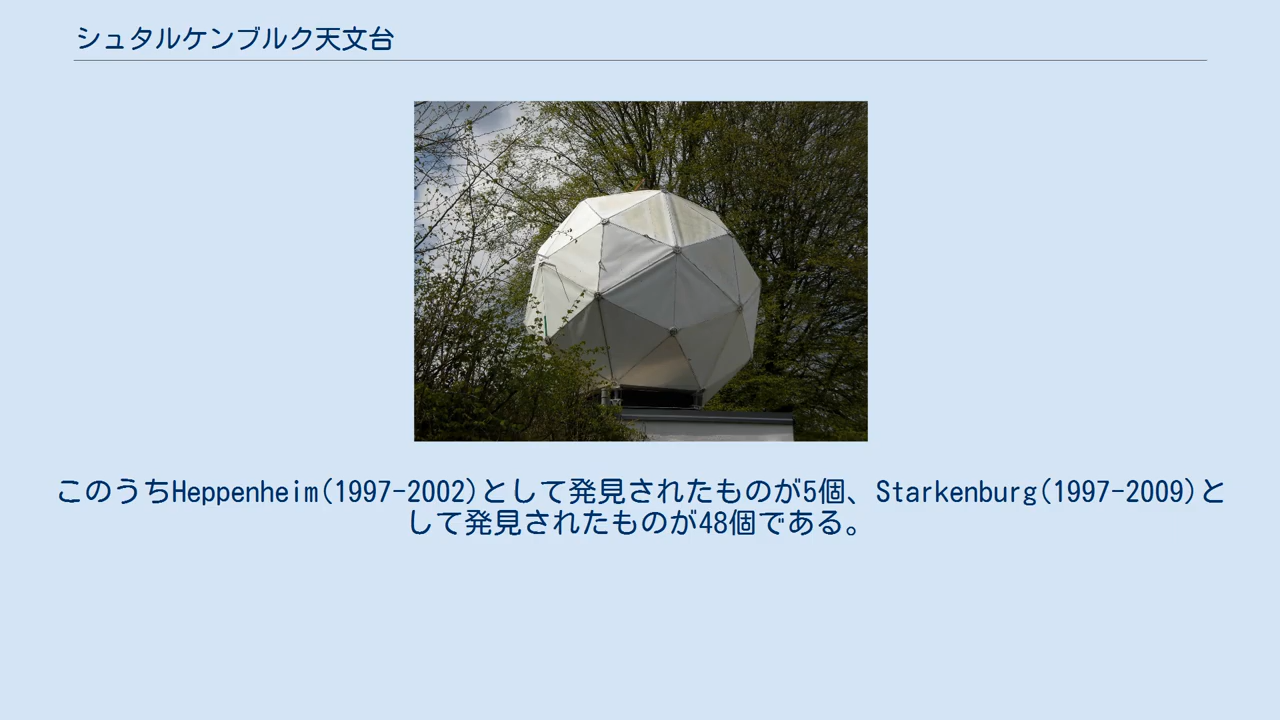 シュタルケンブルク天文台
このうちHeppenheim(1997-2002)として発見されたものが5個、Starkenburg(1997-2009)と
して発見されたものが48個である。